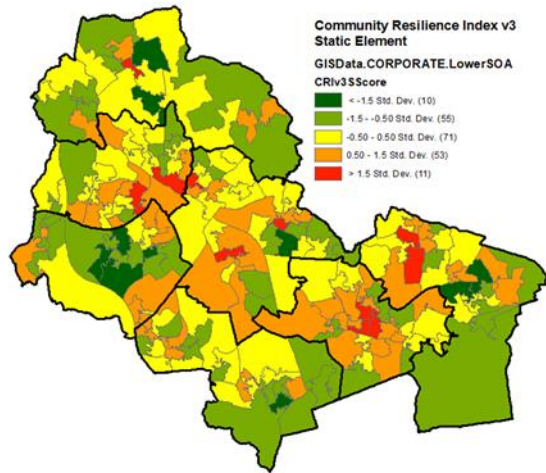 Community Resilience Index v3
Static Element
GISData.CORPORATE.LowerSOA
CRIv3SScore
< -1.5 Std. Dev. (10)
-1.5 - -0.50 Std. Dev. (55)
-0.50 - 0.50 Std. Dev. (71)
0.50 - 1.5 Std. Dev. (53)
> 1.5 Std. Dev. (11)